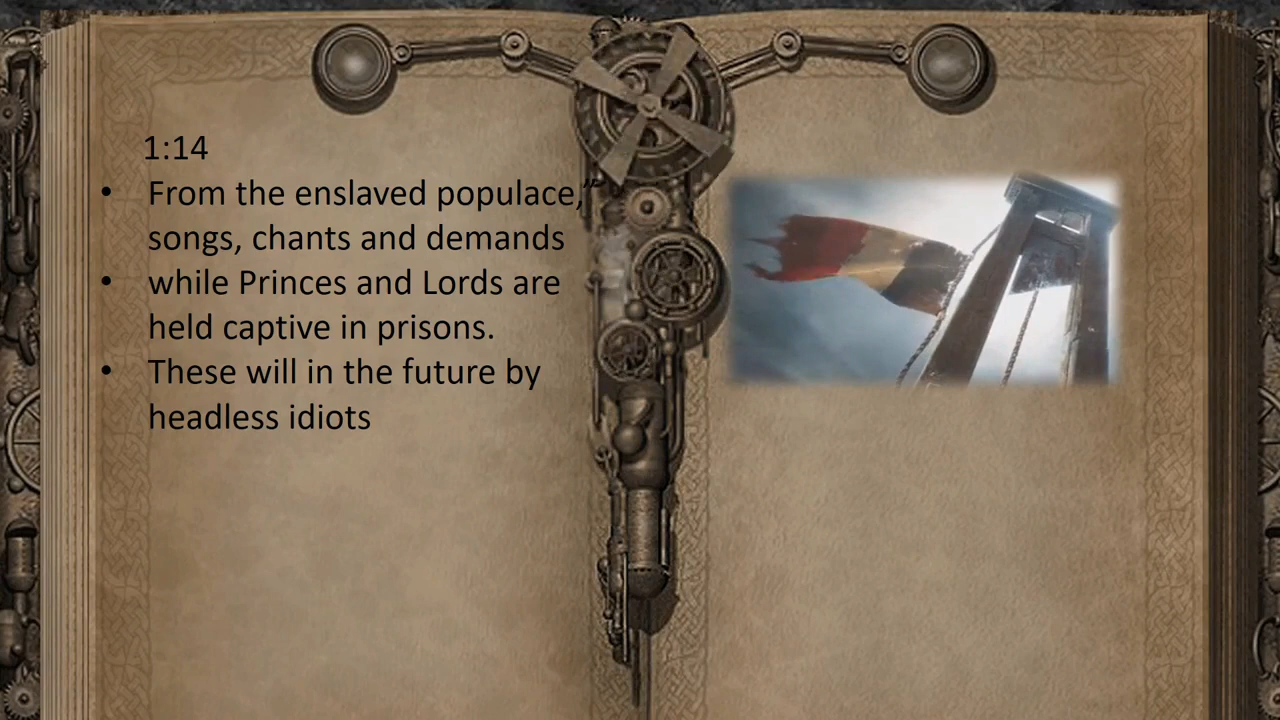 1:14
• From the enslaved populace,”
songs, chants and demands
• while Princes and Lords are
held captive in prisons.
• These will in the future by
headless idiots